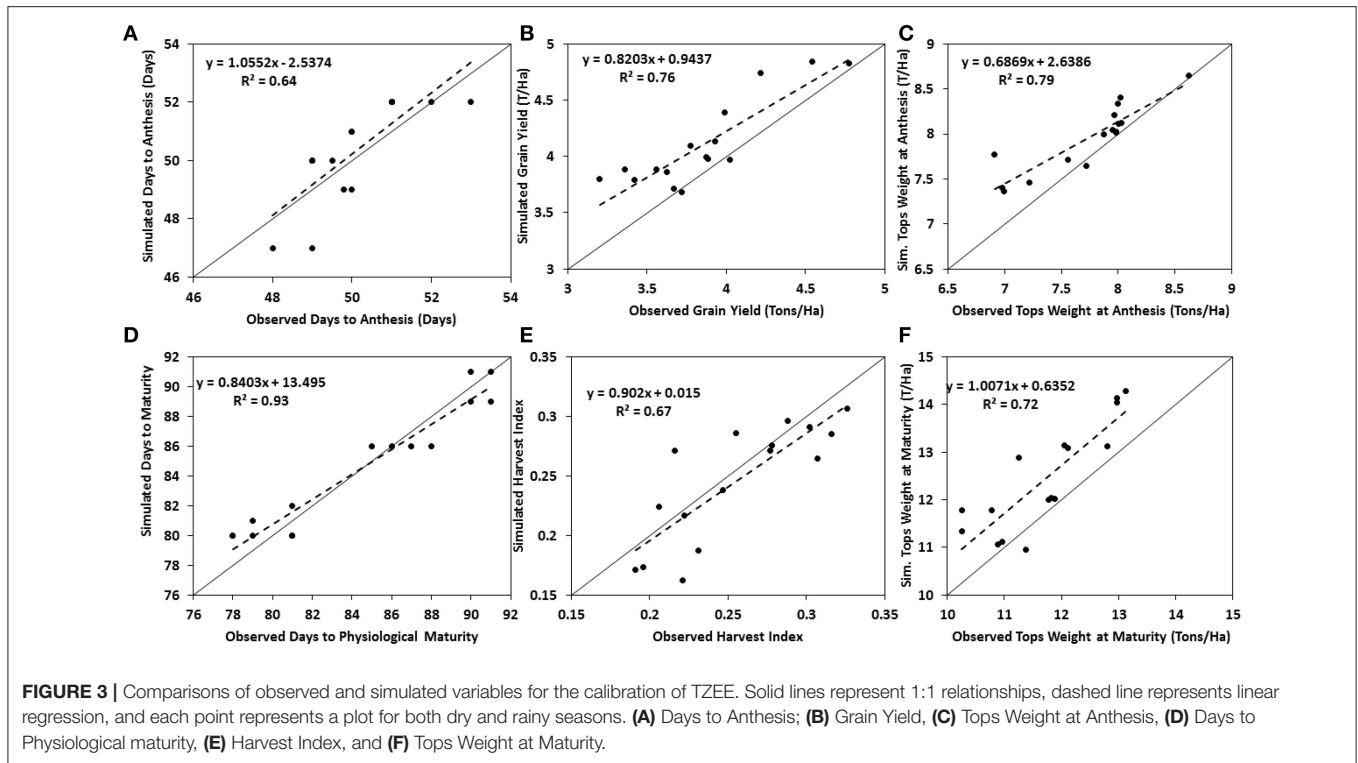 A
y = 1.0552x - 2.5374
R² = 0.64
Simulated Days to Anthesis (Days)
54
52
50
48
46
46
48
50
52
54
Observed Days to Anthesis (Days)
B
y = 0.8203x + 0.9437
R² = 0.76
Simulated Grain Yield (T/Ha)
5
4.5
4
3.5
3
3
3.5
4
4.5
5
Observed Grain Yield (Tons/Ha)
C
y = 0.6869x + 2.6386
R² = 0.79
Sim. Tops Weight at Anthesis (T/Ha)
9
8.5
8
7.5
7
6.5
6.5
7
7.5
8
8.5
9
Observed Tops Weight at Anthesis (Tons/Ha)
D
y = 0.8403x + 13.495
R² = 0.93
Simulated Days to Maturity (Days)
92
90
88
86
84
82
80
78
76
76
78
80
82
84
86
88
90
92
Observed Days to Physiological Maturity
E
y = 0.902x + 0.015
R² = 0.67
Simulated Harvest Index
0.35
0.3
0.25
0.2
0.15
0.15
0.2
0.25
0.3
0.35
Observed Harvest Index
F
y = 1.0071x + 0.6352
R² = 0.72
Sim. Tops Weight at Maturity (T/Ha)
15
14
13
12
11
10
10
11
12
13
14
15
Observed Tops Weight at Maturity (Tons/Ha)
FIGURE 3 | Comparisons of observed and simulated variables for the calibration of TZEE. Solid lines represent 1:1 relationships, dashed line represents linear
regression, and each point represents a plot for both dry and rainy seasons. (A) Days to Anthesis; (B) Grain Yield, (C) Tops Weight at Anthesis, (D) Days to
Physiological maturity, (E) Harvest Index, and (F) Tops Weight at Maturity.